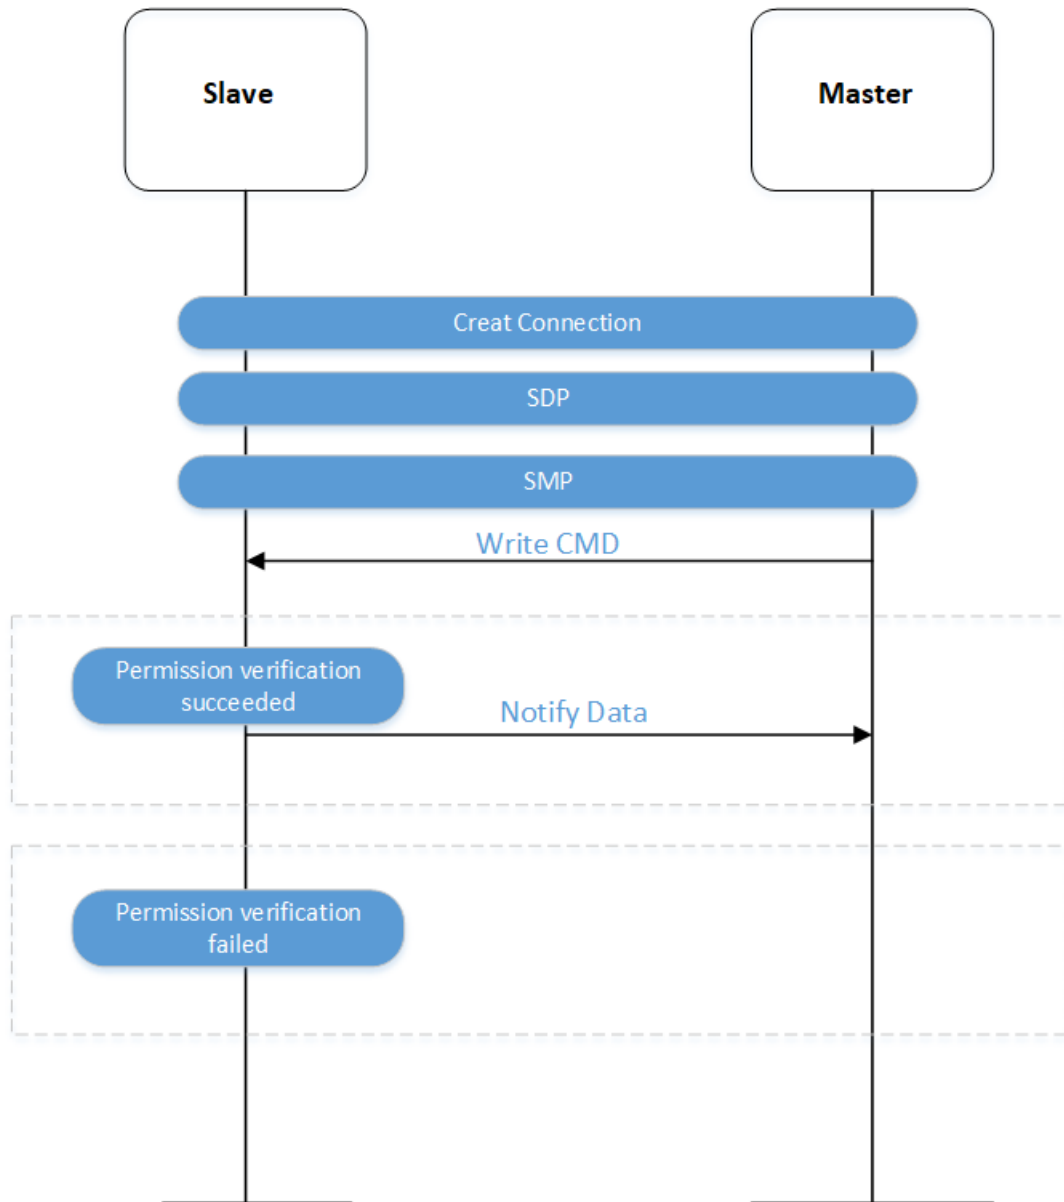 Slave
Master
Creat Connection
SDP
SMP
Write CMD
Permission verification
succeeded
Notify Data
Permission verification
failed